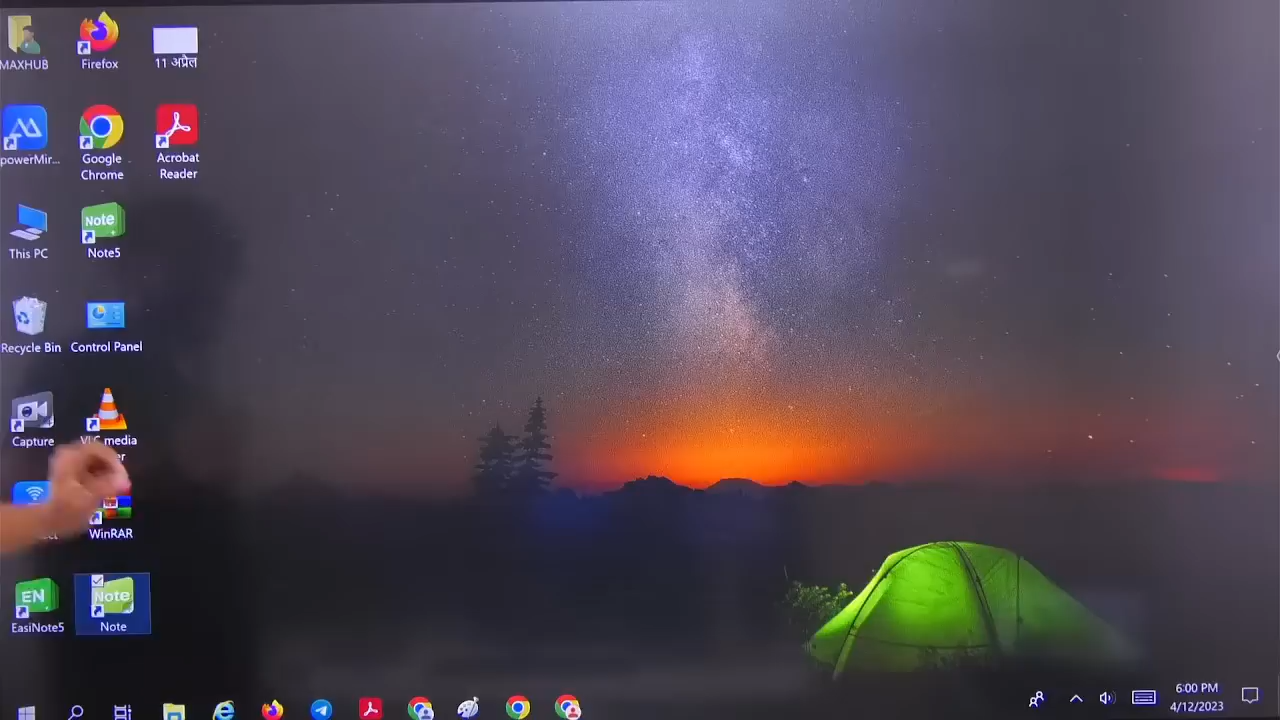 MAXHUB
Firefox
11 अप्रैल
powerMir...
Google
Chrome
Acrobat
Reader
This PC
Note
Note5
Recycle Bin
Control Panel
Capture
VLC media
WinRAR
EN
EasiNote5
Note
Note
6:00 PM
4/12/2023